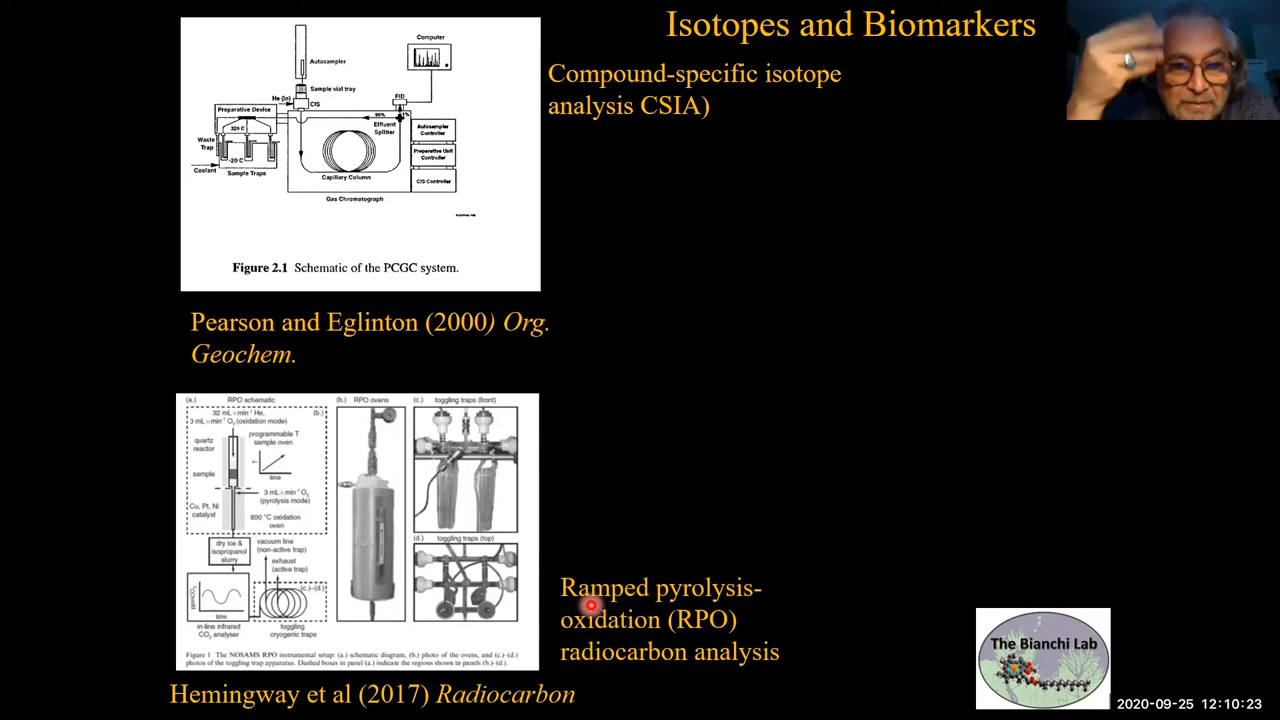 Isotopes and Biomarkers
Compound-specific isotope
analysis CSIA)
Computer
Autosampler
Sample vial tray
He (in)
CIS
FID
Preparative Device
99%
1%
Effluent
Splitter
320 C
Waste
Trap
-20 C
Coolant
Sample Traps
Capillary Column
Gas Chromatograph
Autosampler
Controller
Preparative Unit
Controller
CIS Controller
Figure 2.1 Schematic of the PCGC system.
Pearson and Eglinton (2000) Org.
Geochem.
(a.) RPO schematic
32 mL×min⁻¹ He,
3 mL×min⁻¹ O₂ (oxidation mode)
(b.)
quartz
reactor
programmable T
sample oven
T
time
sample
3 mL×min⁻¹ O₂
(pyrolysis mode)
Cu, Pt, Ni
catalyst
800 °C oxidation
oven
dry ice &
isopropanol
slurry
vacuum line
(non-active trap)
exhaust
(active trap)
(c.)–(d.)
ppmCO₂
time
in-line infrared
CO₂ analyser
toggling
cryogenic traps
(b.) RPO ovens
(c.) toggling traps (front)
(d.) toggling traps (top)
Figure 1 The NOSAMS RPO instrumental setup: (a.) schematic diagram, (b.) photo of the ovens, and (c.)–(d.)
photos of the toggling trap apparatus. Dashed boxes in panel (a.) indicate the regions shown in panels (b.)–(d.).
Hemingway et al (2017) Radiocarbon
Ramped pyrolysis-
oxidation (RPO)
radiocarbon analysis
The Bianchi Lab
2020-09-25 12:10:23